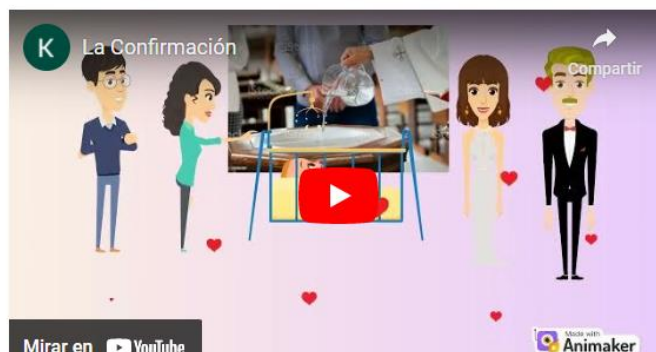 K
La Confirmación
Compartir
Mirar en YouTube
Made with
Animaker